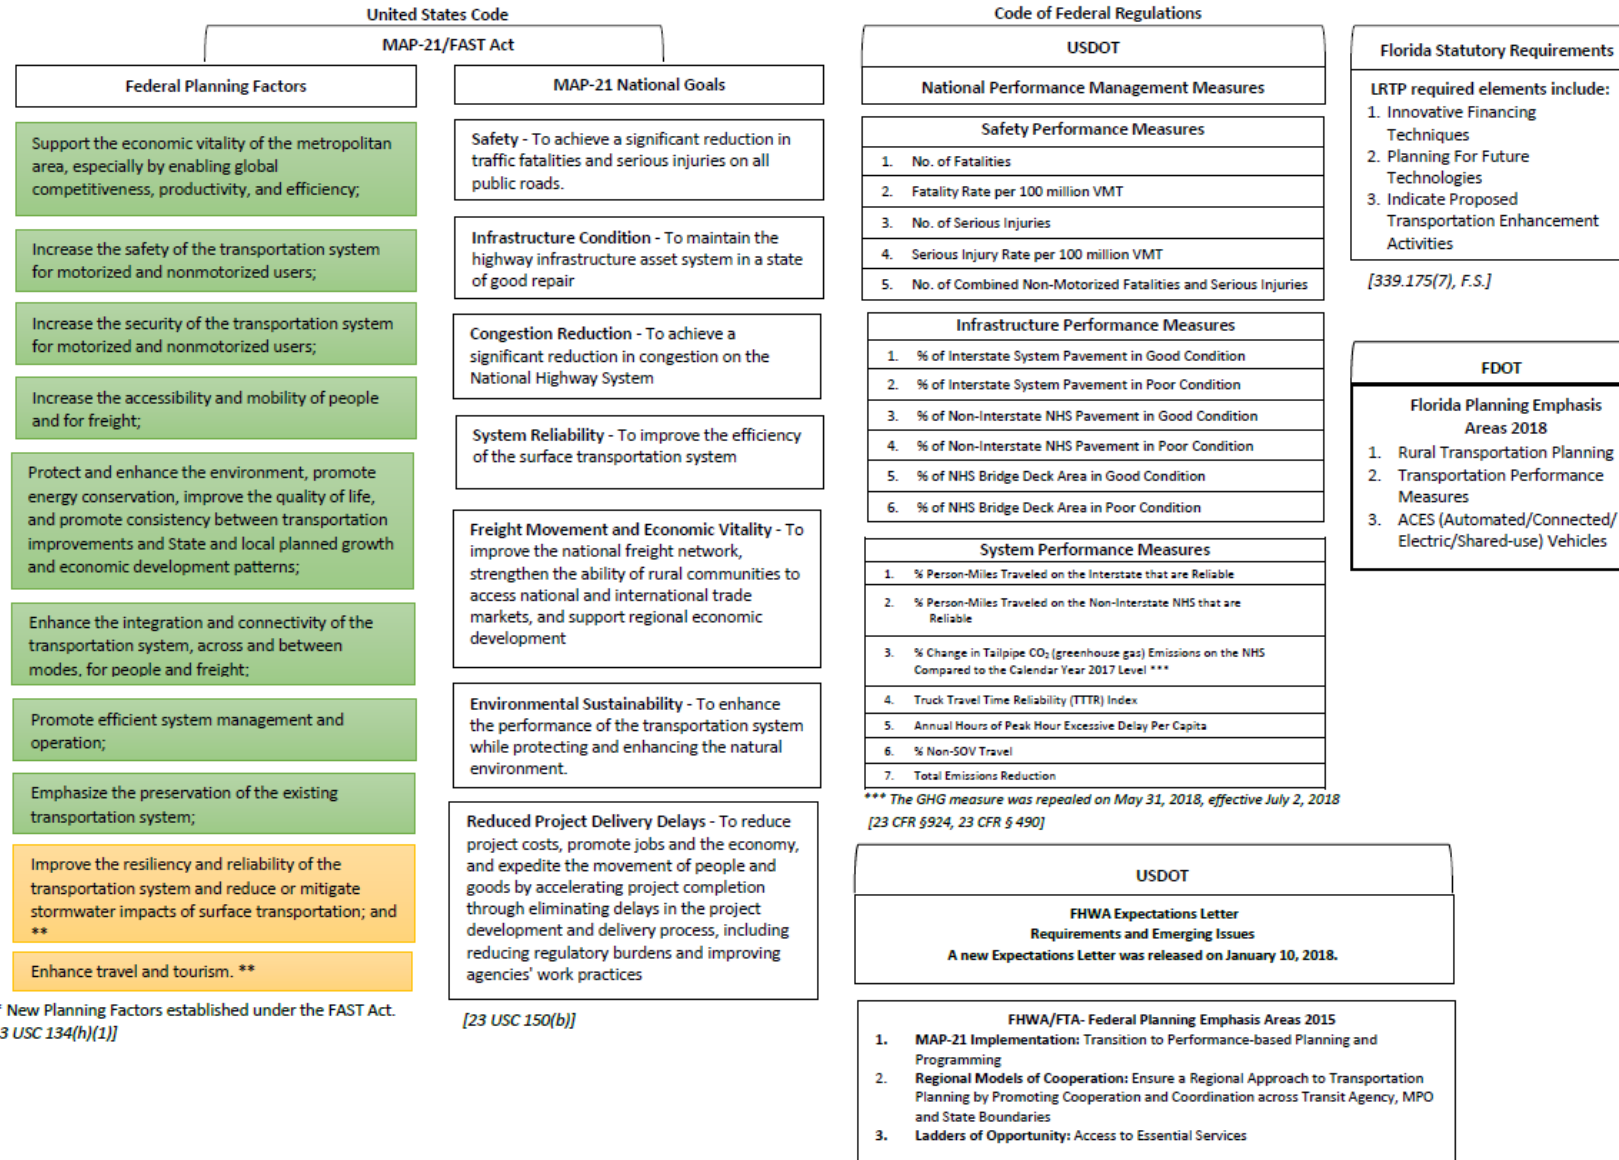 United States Code
MAP-21/FAST Act
Federal Planning Factors
Support the economic vitality of the metropolitan
area, especially by enabling global
competitiveness, productivity, and efficiency;
Increase the safety of the transportation system
for motorized and nonmotorized users;
Increase the security of the transportation system
for motorized and nonmotorized users;
Increase the accessibility and mobility of people
and for freight;
Protect and enhance the environment, promote
energy conservation, improve the quality of life,
and promote consistency between transportation
improvements and State and local planned growth
and economic development patterns;
Enhance the integration and connectivity of the
transportation system, across and between
modes, for people and freight;
Promote efficient system management and
operation;
Emphasize the preservation of the existing
transportation system;
Improve the resiliency and reliability of the
transportation system and reduce or mitigate
stormwater impacts of surface transportation; and
**
Enhance travel and tourism. **
* New Planning Factors established under the FAST Act.
3 USC 134(h)(1)]
MAP-21 National Goals
Safety - To achieve a significant reduction in
traffic fatalities and serious injuries on all
public roads.
Infrastructure Condition - To maintain the
highway infrastructure asset system in a state
of good repair
Congestion Reduction - To achieve a
significant reduction in congestion on the
National Highway System
System Reliability - To improve the efficiency
of the surface transportation system
Freight Movement and Economic Vitality - To
improve the national freight network,
strengthen the ability of rural communities to
access national and international trade
markets, and support regional economic
development
Environmental Sustainability - To enhance
the performance of the transportation system
while protecting and enhancing the natural
environment.
Reduced Project Delivery Delays - To reduce
project costs, promote jobs and the economy,
and expedite the movement of people and
goods by accelerating project completion
through eliminating delays in the project
development and delivery process, including
reducing regulatory burdens and improving
agencies' work practices
[23 USC 150(b)]
Code of Federal Regulations
USDOT
National Performance Management Measures
Safety Performance Measures
1. No. of Fatalities
2. Fatality Rate per 100 million VMT
3. No. of Serious Injuries
4. Serious Injury Rate per 100 million VMT
5. No. of Combined Non-Motorized Fatalities and Serious Injuries
Infrastructure Performance Measures
1. % of Interstate System Pavement in Good Condition
2. % of Interstate System Pavement in Poor Condition
3. % of Non-Interstate NHS Pavement in Good Condition
4. % of Non-Interstate NHS Pavement in Poor Condition
5. % of NHS Bridge Deck Area in Good Condition
6. % of NHS Bridge Deck Area in Poor Condition
System Performance Measures
1. % Person-Miles Traveled on the Interstate that are Reliable
2. % Person-Miles Traveled on the Non-Interstate NHS that are
Reliable
3. % Change in Tailpipe CO₂ (greenhouse gas) Emissions on the NHS
Compared to the Calendar Year 2017 Level ***
4. Truck Travel Time Reliability (TTTR) Index
5. Annual Hours of Peak Hour Excessive Delay Per Capita
6. % Non-SOV Travel
7. Total Emissions Reduction
*** The GHG measure was repealed on May 31, 2018, effective July 2, 2018
[23 CFR §924, 23 CFR § 490]
USDOT
FHWA Expectations Letter
Requirements and Emerging Issues
A new Expectations Letter was released on January 10, 2018.
FHWA/FTA- Federal Planning Emphasis Areas 2015
1. MAP-21 Implementation: Transition to Performance-based Planning and
Programming
2. Regional Models of Cooperation: Ensure a Regional Approach to Transportation
Planning by Promoting Cooperation and Coordination across Transit Agency, MPO
and State Boundaries
3. Ladders of Opportunity: Access to Essential Services
Florida Statutory Requirements
LRTP required elements include:
1. Innovative Financing
Techniques
2. Planning For Future
Technologies
3. Indicate Proposed
Transportation Enhancement
Activities
[339.175(7), F.S.]
FDOT
Florida Planning Emphasis
Areas 2018
1. Rural Transportation Planning
2. Transportation Performance
Measures
3. ACES (Automated/Connected/
Electric/Shared-use) Vehicles